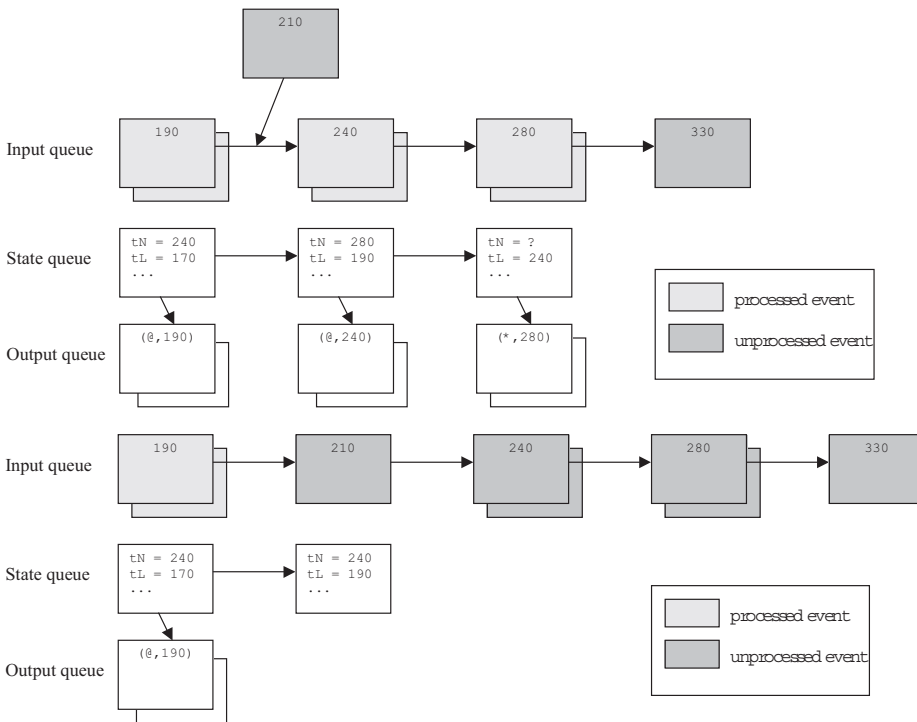 210
Input queue
190
240
280
330
State queue
tN = 240
tL = 170
...
tN = 280
tL = 190
...
tN = ?
tL = 240
...
Output queue
(@,190)
(@,240)
(*,280)
processed event
unprocessed event
Input queue
190
210
240
280
330
State queue
tN = 240
tL = 170
...
tN = 240
tL = 190
...
Output queue
(@,190)
processed event
unprocessed event